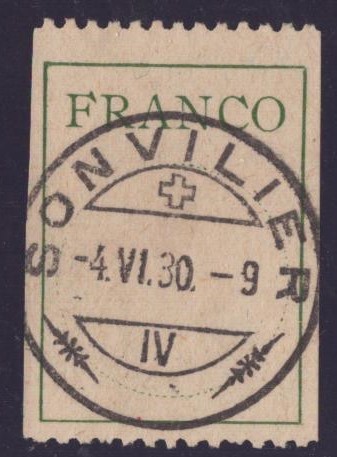 FRANCO
SONVILIER
-4.VI.30.-9
IV